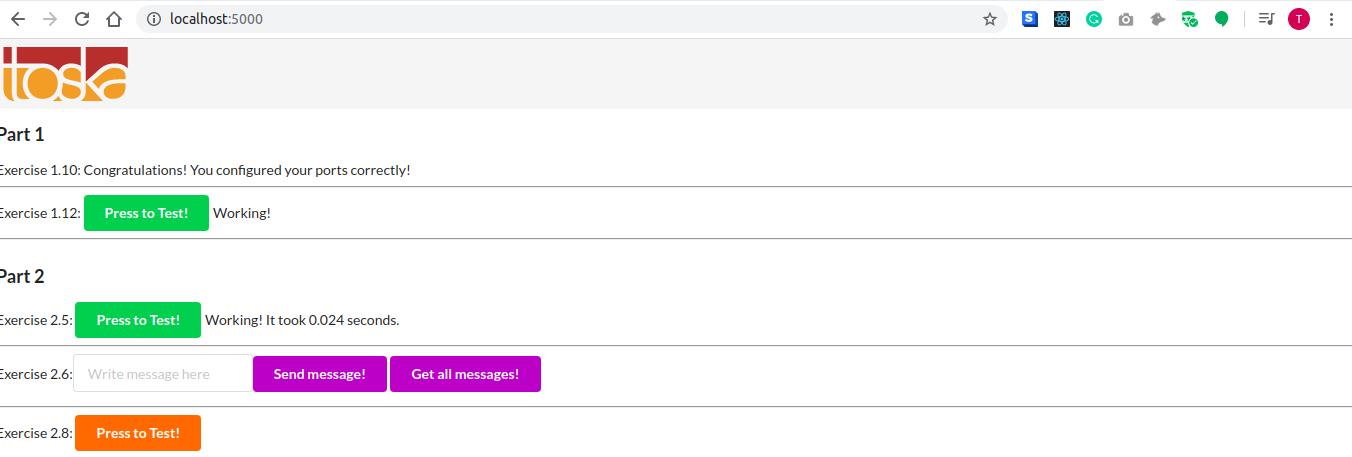 localhost:5000
T
toska
Part 1
Exercise 1.10: Congratulations! You configured your ports correctly!
Exercise 1.12: Press to Test! Working!
Part 2
Exercise 2.5: Press to Test! Working! It took 0.024 seconds.
Exercise 2.6: Write message here Send message! Get all messages!
Exercise 2.8: Press to Test!